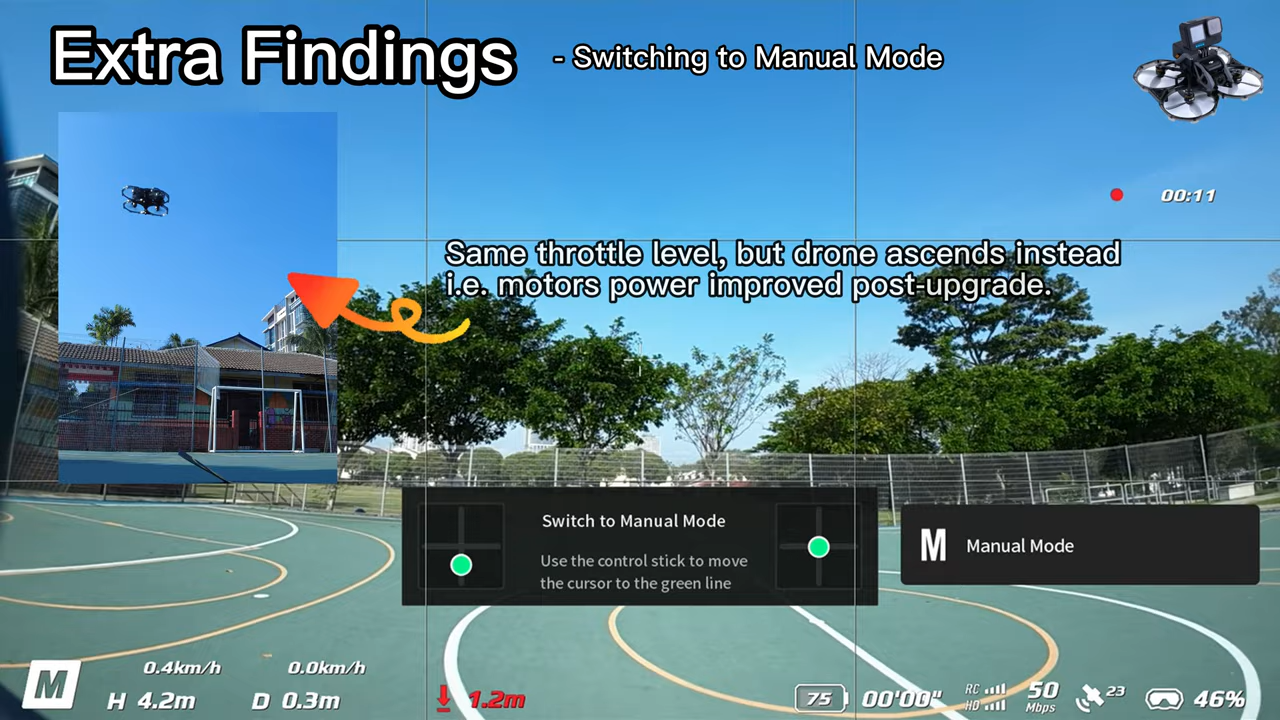 Extra Findings
- Switching to Manual Mode
00:11
Same throttle level, but drone ascends instead
i.e. motors power improved post-upgrade.
Switch to Manual Mode
Use the control stick to move
the cursor to the green line
M Manual Mode
M
0.4km/h 0.0km/h
H 4.2m D 0.3m
1.2m
75
00'00"
RC
HD
50
Mbps
23
46%